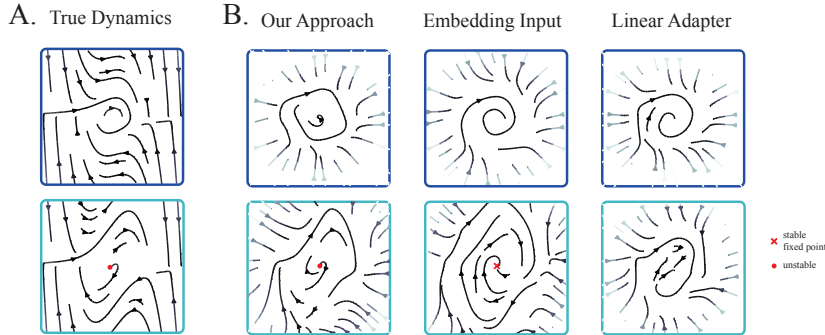 A. True Dynamics
B. Our Approach
Embedding Input
Linear Adapter
stable
fixed point
unstable